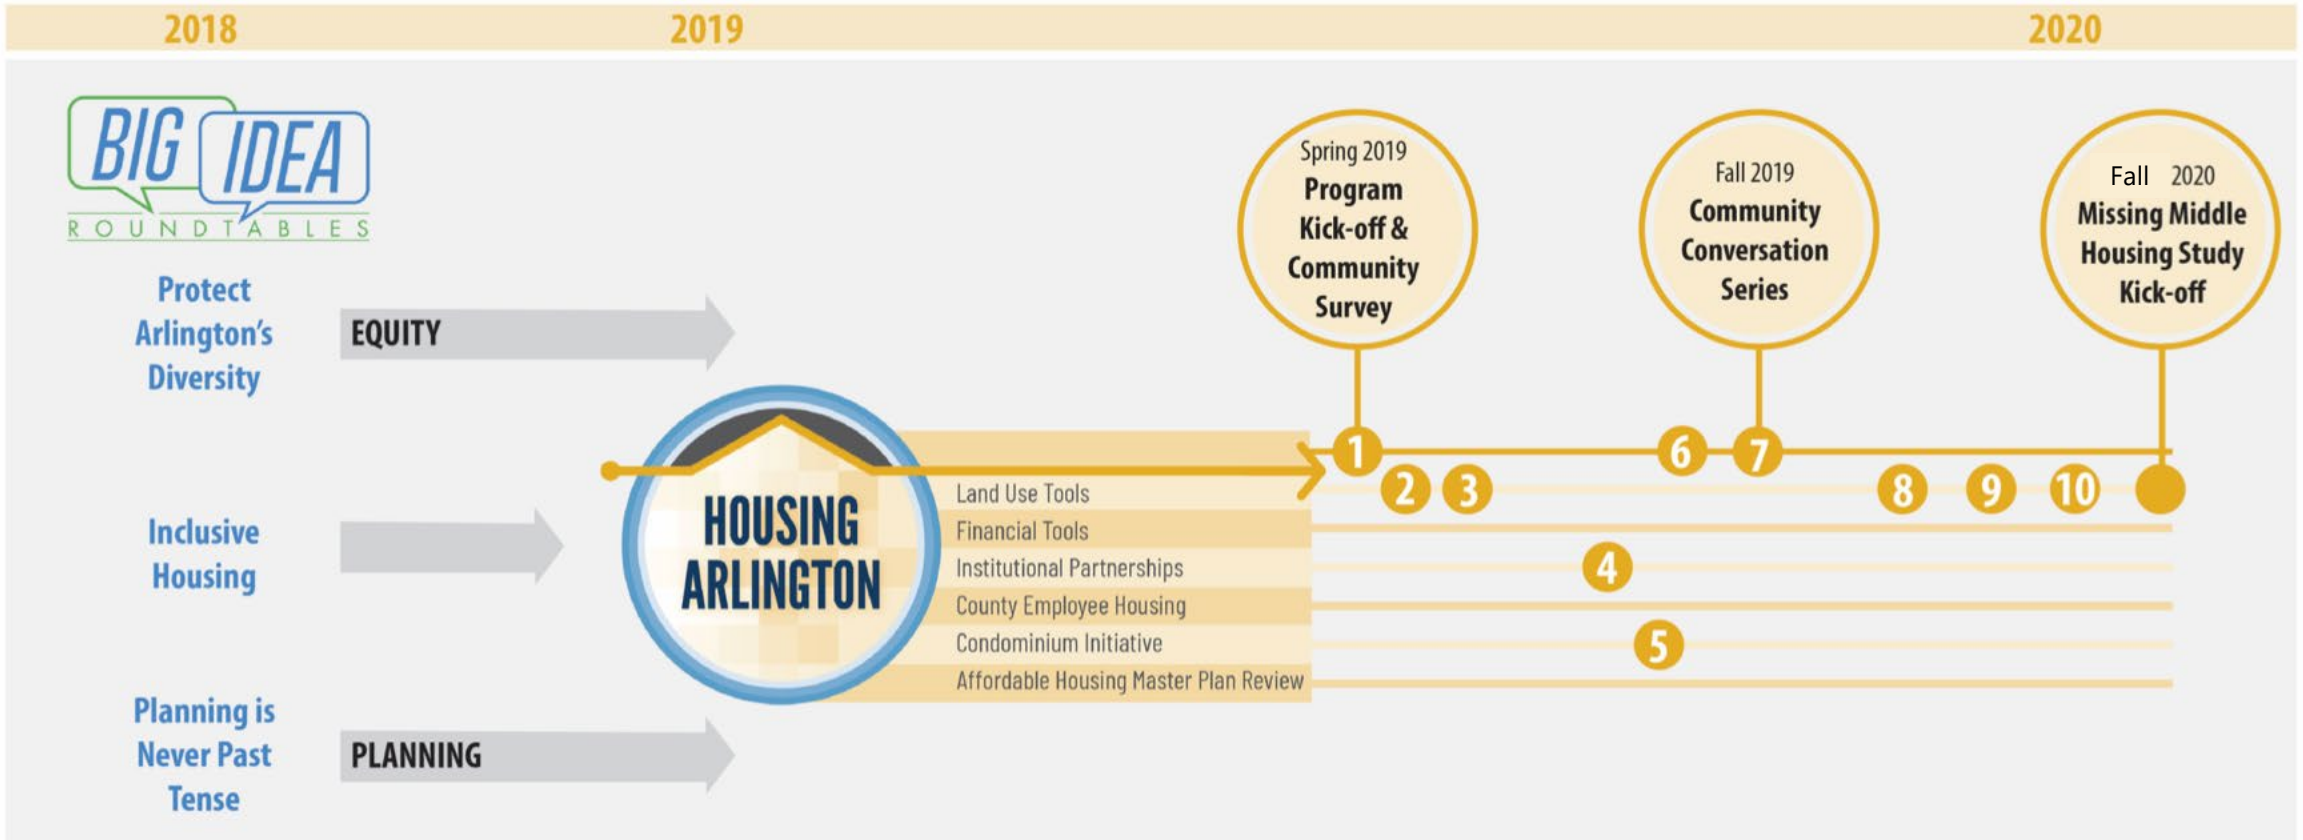 2018 2019 2020
BIG IDEA
ROUNDTABLES
Protect
Arlington's
Diversity
EQUITY
Inclusive
Housing
Planning is
Never Past
Tense
PLANNING
HOUSING
ARLINGTON
Land Use Tools
Financial Tools
Institutional Partnerships
County Employee Housing
Condominium Initiative
Affordable Housing Master Plan Review
Spring 2019
Program
Kick-off &
Community
Survey
Fall 2019
Community
Conversation
Series
Fall 2020
Missing Middle
Housing Study
Kick-off
1 6 7
2 3 8 9 10
4
5